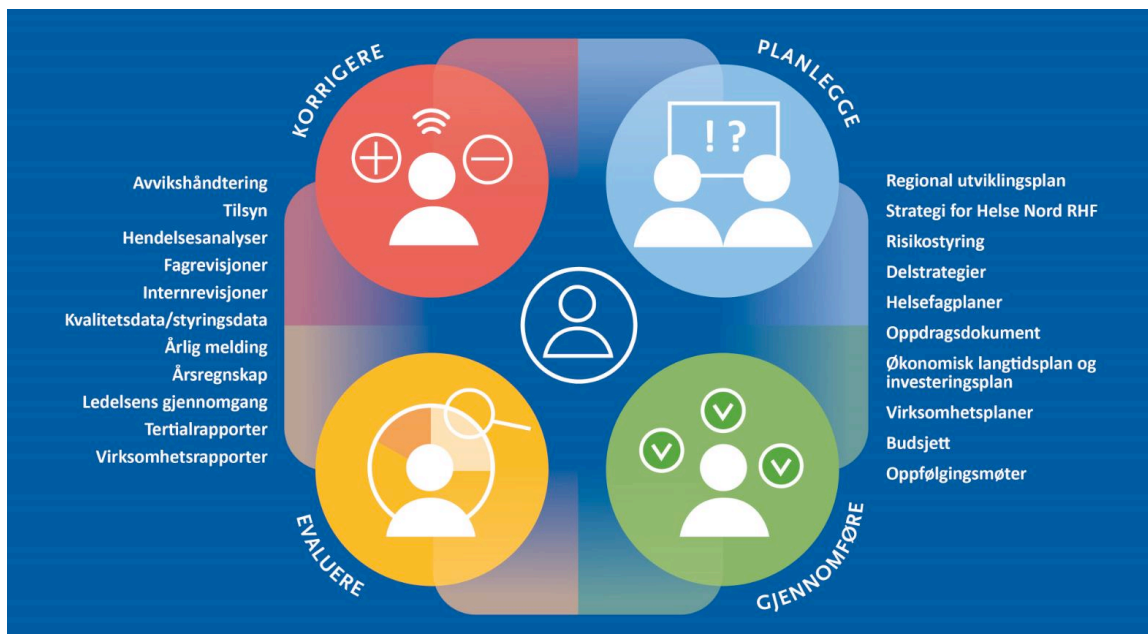 KORRIGERE
PLANLEGGE
! ?
Avvikshåndtering
Tilsyn
Hendelsesanalyser
Fagrevisjoner
Internrevisjoner
Kvalitetsdata/styringsdata
Årlig melding
Årsregnskap
Ledelsens gjennomgang
Tertialrapporter
Virksomhetsrapporter
Regional utviklingsplan
Strategi for Helse Nord RHF
Risikostyring
Delstrategier
Helsefagplaner
Oppdragsdokument
Økonomisk langtidsplan og
investeringsplan
Virksomhetsplaner
Budsjett
Oppfølgingsmøter
EVALUERE
GJENNOMFØRE